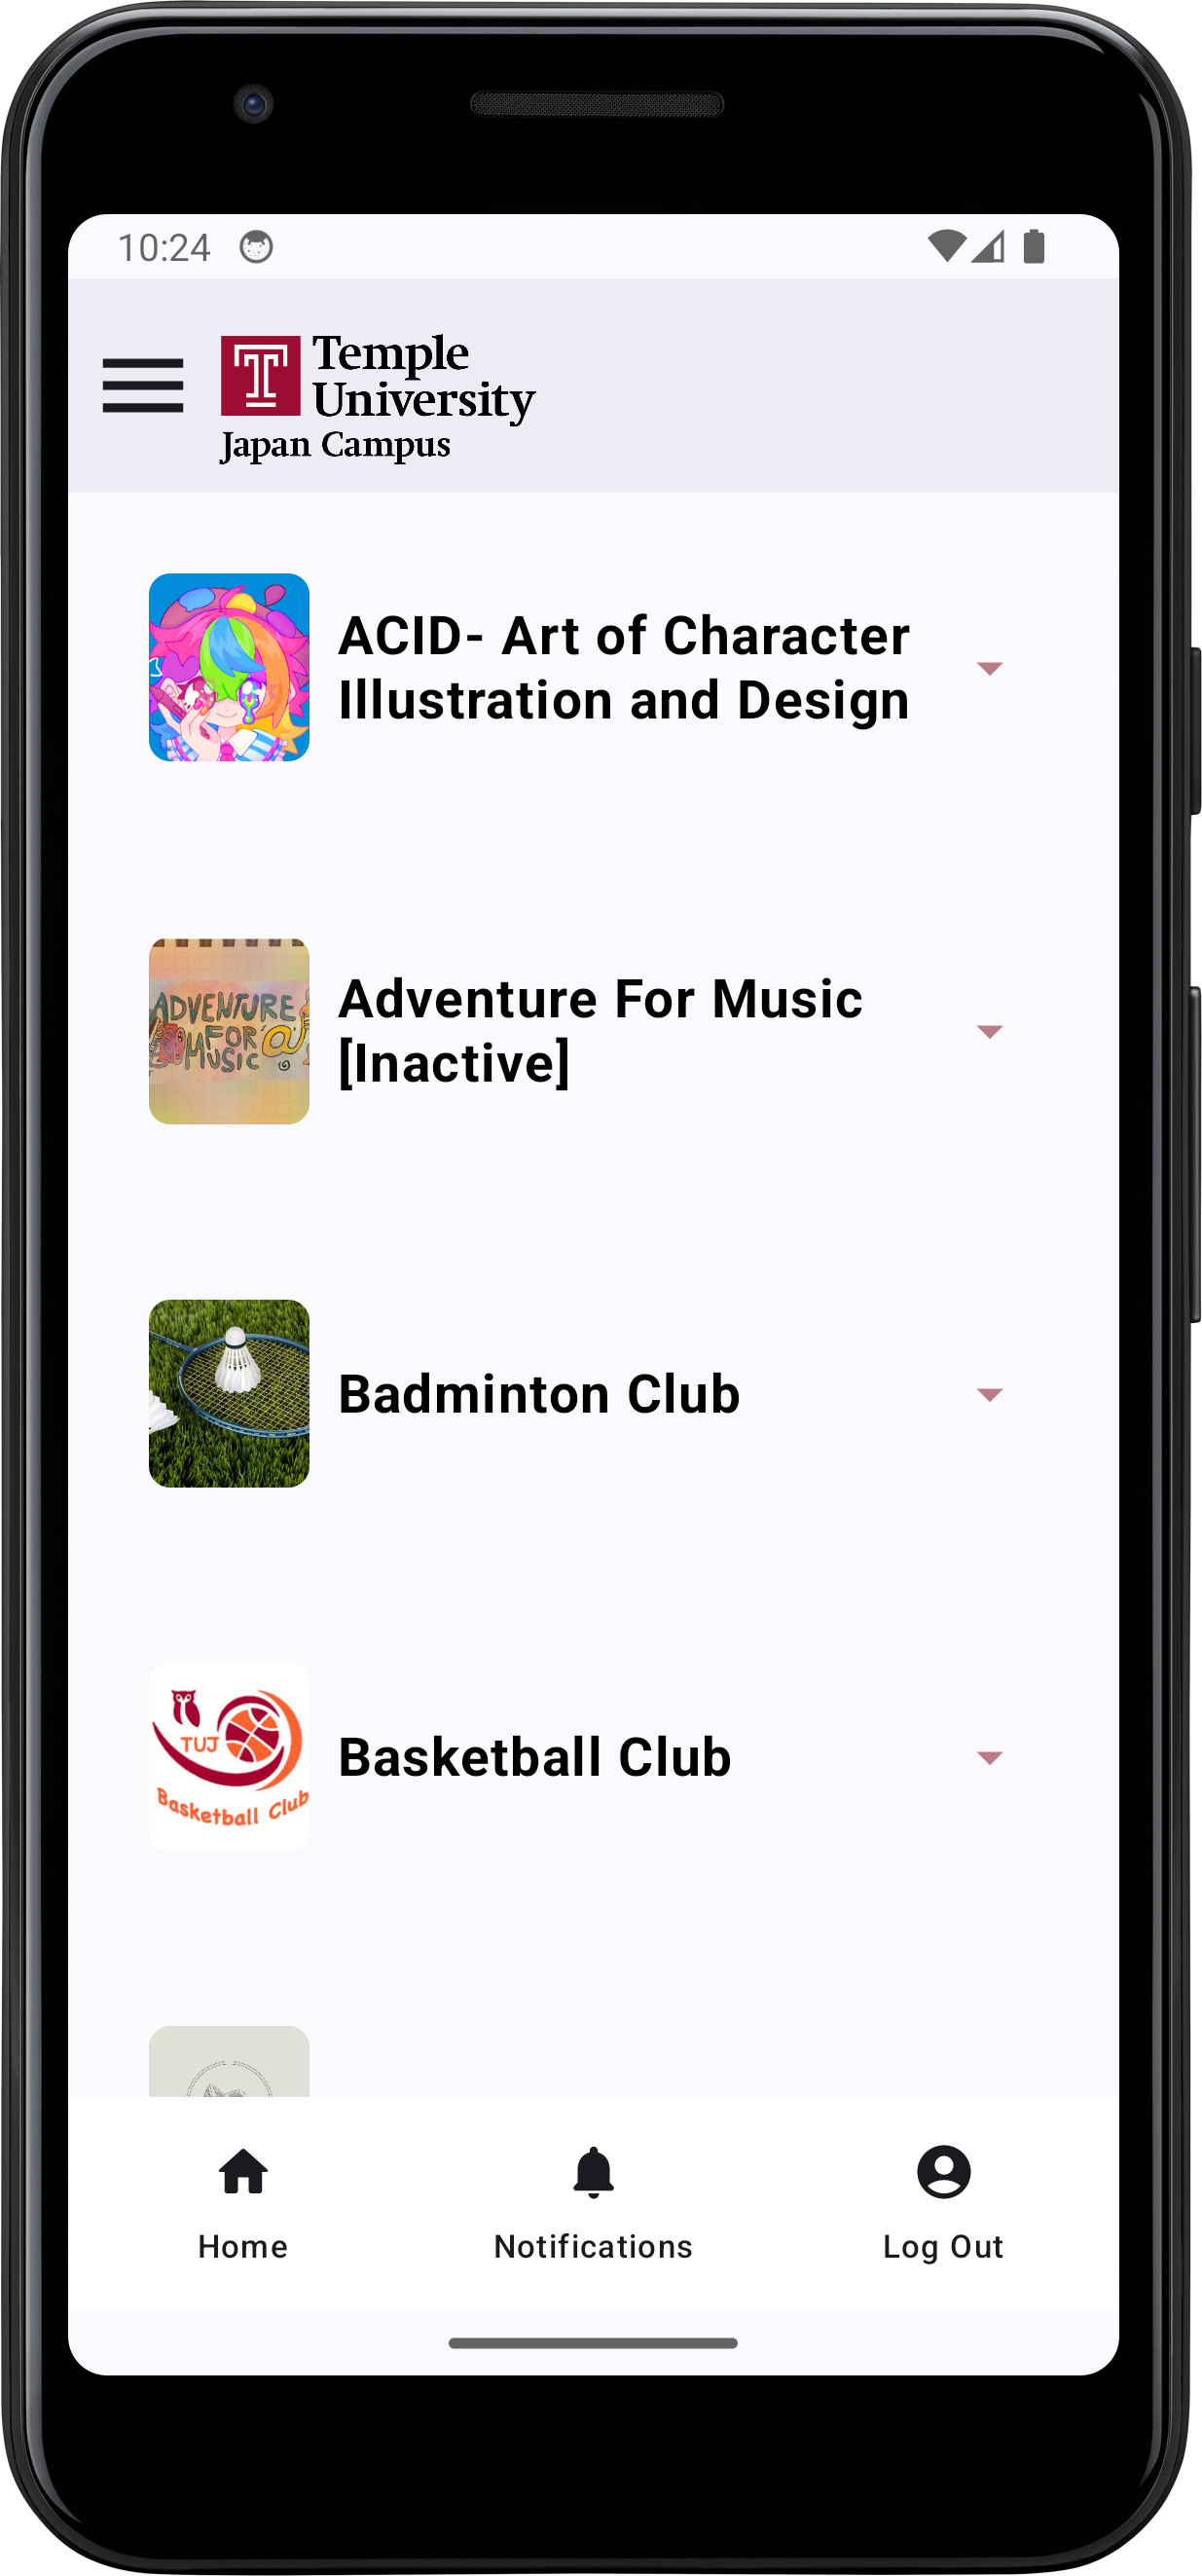 10:24
Temple
University
Japan Campus
ACID- Art of Character
Illustration and Design
ADVENTURE
FOR
MUSIC
Adventure For Music
[Inactive]
Badminton Club
TUJ
Basketball Club
Basketball Club
Home
Notifications
Log Out